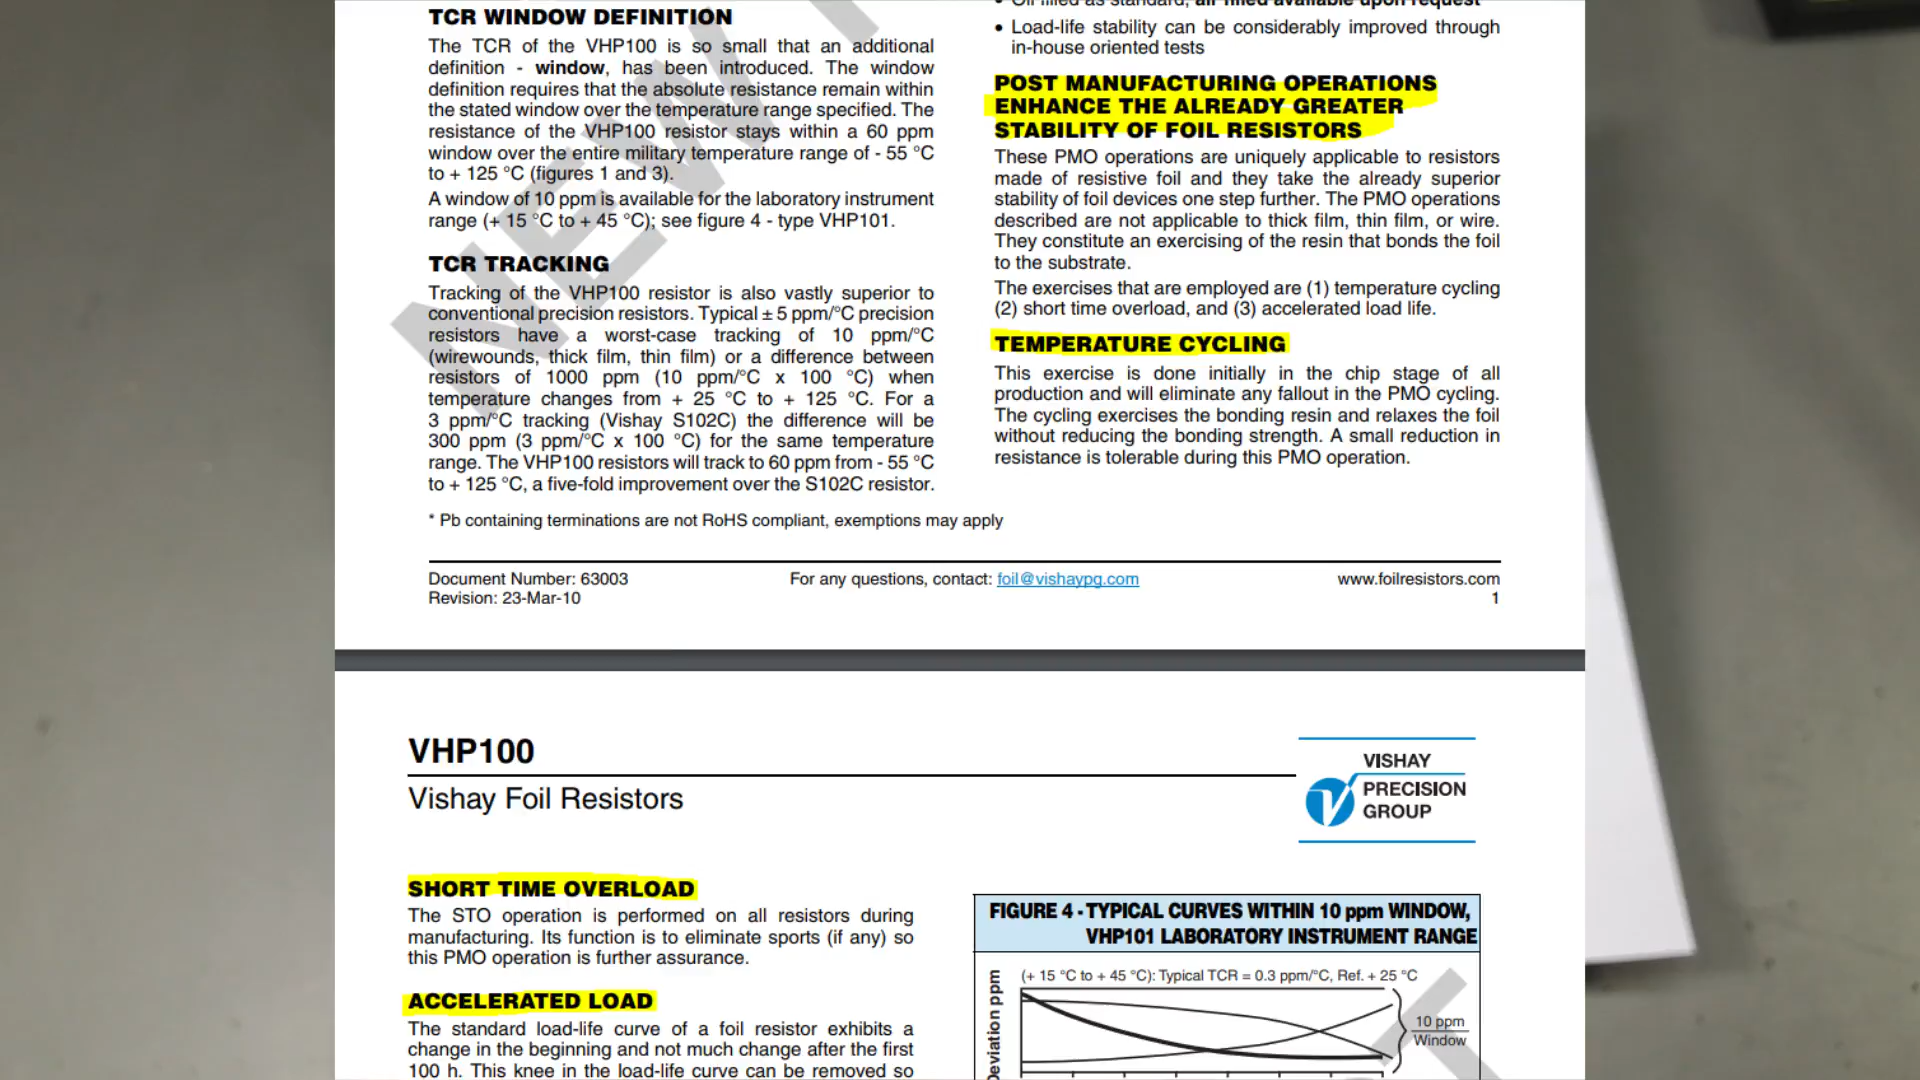 TCR WINDOW DEFINITION
The TCR of the VHP100 is so small that an additional
definition - window, has been introduced. The window
definition requires that the absolute resistance remain within
the stated window over the temperature range specified. The
resistance of the VHP100 resistor stays within a 60 ppm
window over the entire military temperature range of - 55 °C
to + 125 °C (figures 1 and 3).
A window of 10 ppm is available for the laboratory instrument
range (+ 15 °C to + 45 °C); see figure 4 - type VHP101.
TCR TRACKING
Tracking of the VHP100 resistor is also vastly superior to
conventional precision resistors. Typical ± 5 ppm/°C precision
resistors have a worst-case tracking of 10 ppm/°C
(wirewounds, thick film, thin film) or a difference between
resistors of 1000 ppm (10 ppm/°C x 100 °C) when
temperature changes from + 25 °C to + 125 °C. For a
3 ppm/°C tracking (Vishay S102C) the difference will be
300 ppm (3 ppm/°C x 100 °C) for the same temperature
range. The VHP100 resistors will track to 60 ppm from - 55 °C
to + 125 °C, a five-fold improvement over the S102C resistor.
• Oil filled as standard, air filled available upon request
• Load-life stability can be considerably improved through
in-house oriented tests
POST MANUFACTURING OPERATIONS
ENHANCE THE ALREADY GREATER
STABILITY OF FOIL RESISTORS
These PMO operations are uniquely applicable to resistors
made of resistive foil and they take the already superior
stability of foil devices one step further. The PMO operations
described are not applicable to thick film, thin film, or wire.
They constitute an exercising of the resin that bonds the foil
to the substrate.
The exercises that are employed are (1) temperature cycling
(2) short time overload, and (3) accelerated load life.
TEMPERATURE CYCLING
This exercise is done initially in the chip stage of all
production and will eliminate any fallout in the PMO cycling.
The cycling exercises the bonding resin and relaxes the foil
without reducing the bonding strength. A small reduction in
resistance is tolerable during this PMO operation.
NEW
* Pb containing terminations are not RoHS compliant, exemptions may apply
Document Number: 63003 For any questions, contact: foil@vishaypg.com www.foilresistors.com
Revision: 23-Mar-10 1
VHP100
Vishay Foil Resistors
VISHAY
PRECISION
GROUP
SHORT TIME OVERLOAD
The STO operation is performed on all resistors during
manufacturing. Its function is to eliminate sports (if any) so
this PMO operation is further assurance.
ACCELERATED LOAD
The standard load-life curve of a foil resistor exhibits a
change in the beginning and not much change after the first
100 h. This knee in the load-life curve can be removed so
FIGURE 4 - TYPICAL CURVES WITHIN 10 ppm WINDOW,
VHP101 LABORATORY INSTRUMENT RANGE
(+ 15 °C to + 45 °C): Typical TCR = 0.3 ppm/°C, Ref. + 25 °C
Deviation ppm
10 ppm
Window